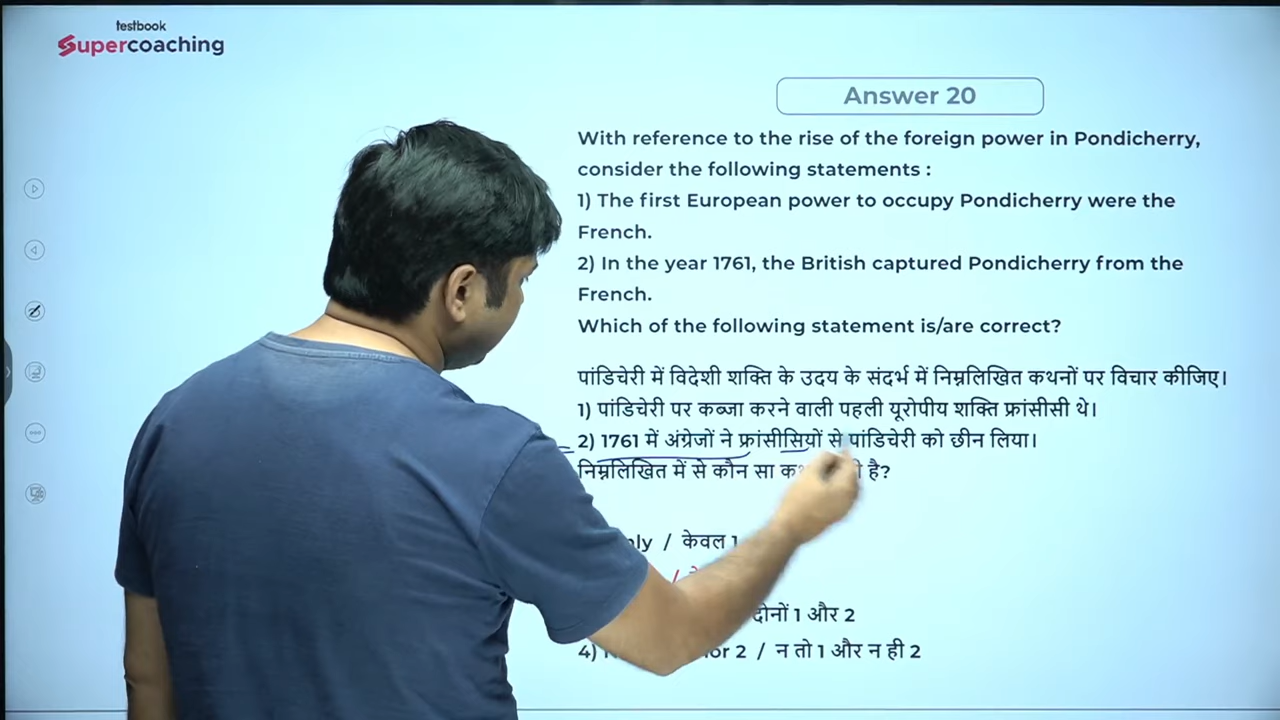 testbook
Supercoaching
Answer 20
With reference to the rise of the foreign power in Pondicherry,
consider the following statements :
1) The first European power to occupy Pondicherry were the
French.
2) In the year 1761, the British captured Pondicherry from the
French.
Which of the following statement is/are correct?
पांडिचेरी में विदेशी शक्ति के उदय के संदर्भ में निम्नलिखित कथनों पर विचार कीजिए।
1) पांडिचेरी पर कब्जा करने वाली पहली यूरोपीय शक्ति फ्रांसीसी थे।
2) 1761 में अंग्रेजों ने फ्रांसीसियों से पांडिचेरी को छीन लिया।
निम्नलिखित में से कौन सा है?
/ केवल 1
/
दोनों 1 और 2
4) 2 / न तो 1 और न ही 2